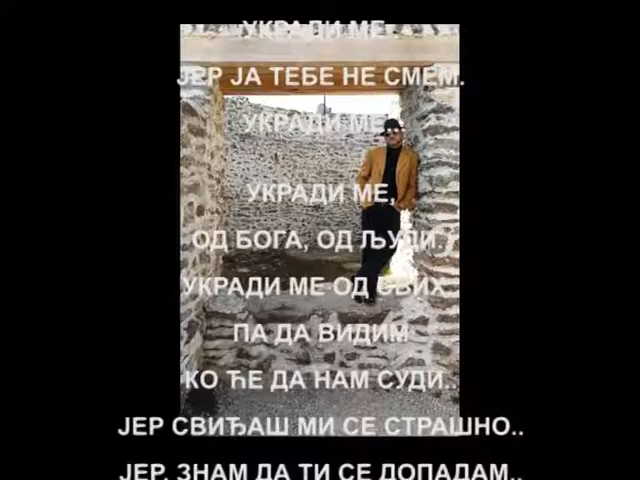 УКРАДИ МЕ
ЈЕР ЈА ТЕБЕ НЕ СМЕМ.
УКРАДИ МЕ
УКРАДИ МЕ,
ОД БОГА, ОД ЉУДИ.
УКРАДИ МЕ ОД СВИХ
ПА ДА ВИДИМ
КО ЋЕ ДА НАМ СУДИ..
ЈЕР СВИЂАШ МИ СЕ СТРАШНО..
ЈЕР, ЗНАМ ДА ТИ СЕ ДОПАДАМ..